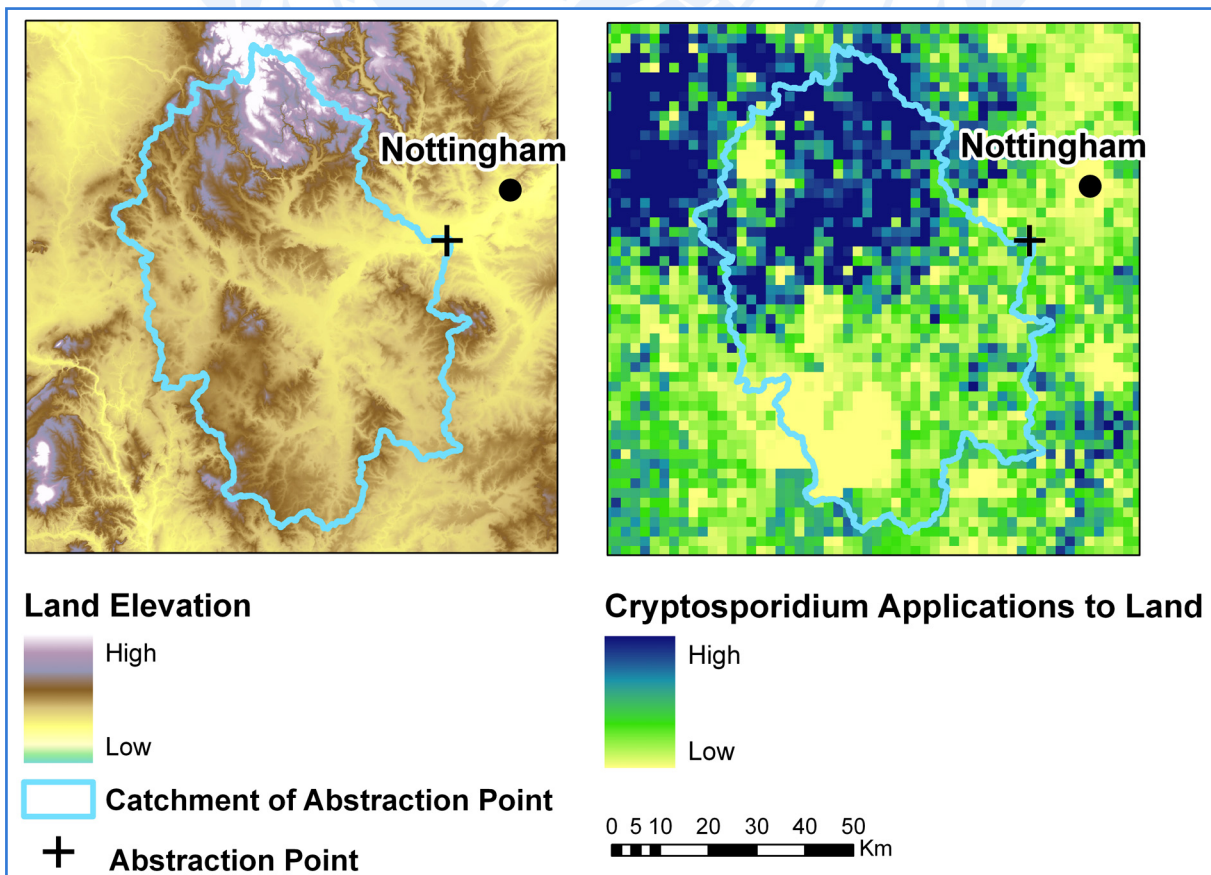 Nottingham
Nottingham
Land Elevation
High
Low
Catchment of Abstraction Point
Abstraction Point
Cryptosporidium Applications to Land
High
Low
0 5 10 20 30 40 50
Km